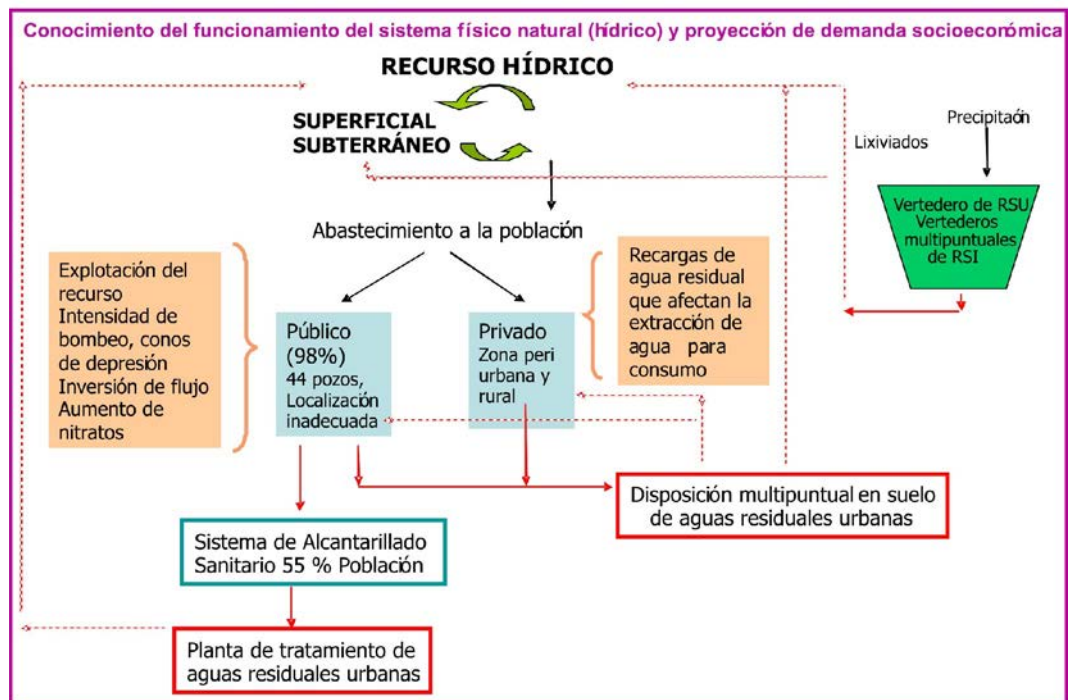 Conocimiento del funcionamiento del sistema físico natural (hídrico) y proyección de demanda socioeconómica
RECURSO HÍDRICO
SUPERFICIAL
SUBTERRÁNEO
Precipitaón
Lixiviados
Vertedero de RSU
Vertederos
multipuntuales
de RSI
Abastecimiento a la población
Explotación del
recurso
Intensidad de
bombeo, conos
de depresión
Inversión de flujo
Aumento de
nitratos
Público
(98%)
44 pozos,
Localización
inadecuada
Privado
Zona peri
urbana y
rural
Recargas de
agua residual
que afectan la
extracción de
agua para
consumo
Disposición multipuntual en suelo
de aguas residuales urbanas
Sistema de Alcantarillado
Sanitario 55 % Población
Planta de tratamiento de
aguas residuales urbanas